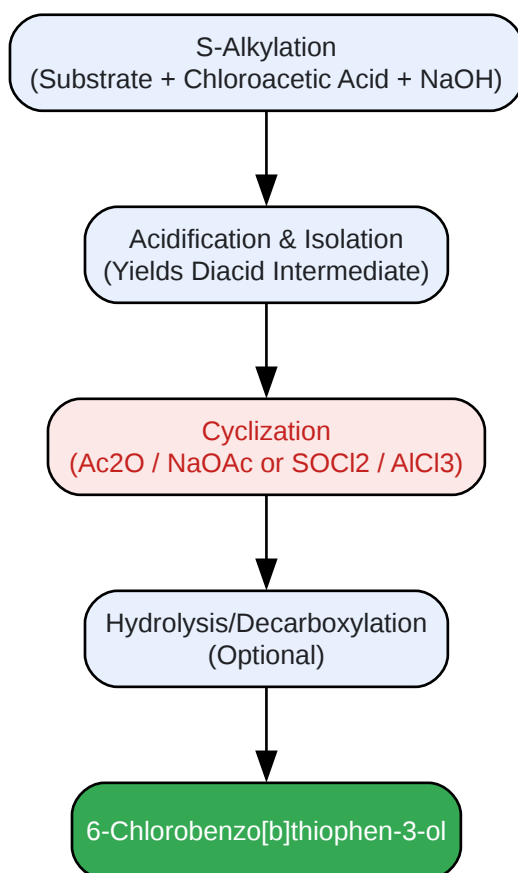 S-Alkylation
(Substrate + Chloroacetic Acid + NaOH)
Acidification & Isolation
(Yields Diacid Intermediate)
Cyclization
(Ac2O / NaOAc or SOCl2 / AlCl3)
Hydrolysis/Decarboxylation
(Optional)
6-Chlorobenzo[b]thiophen-3-ol